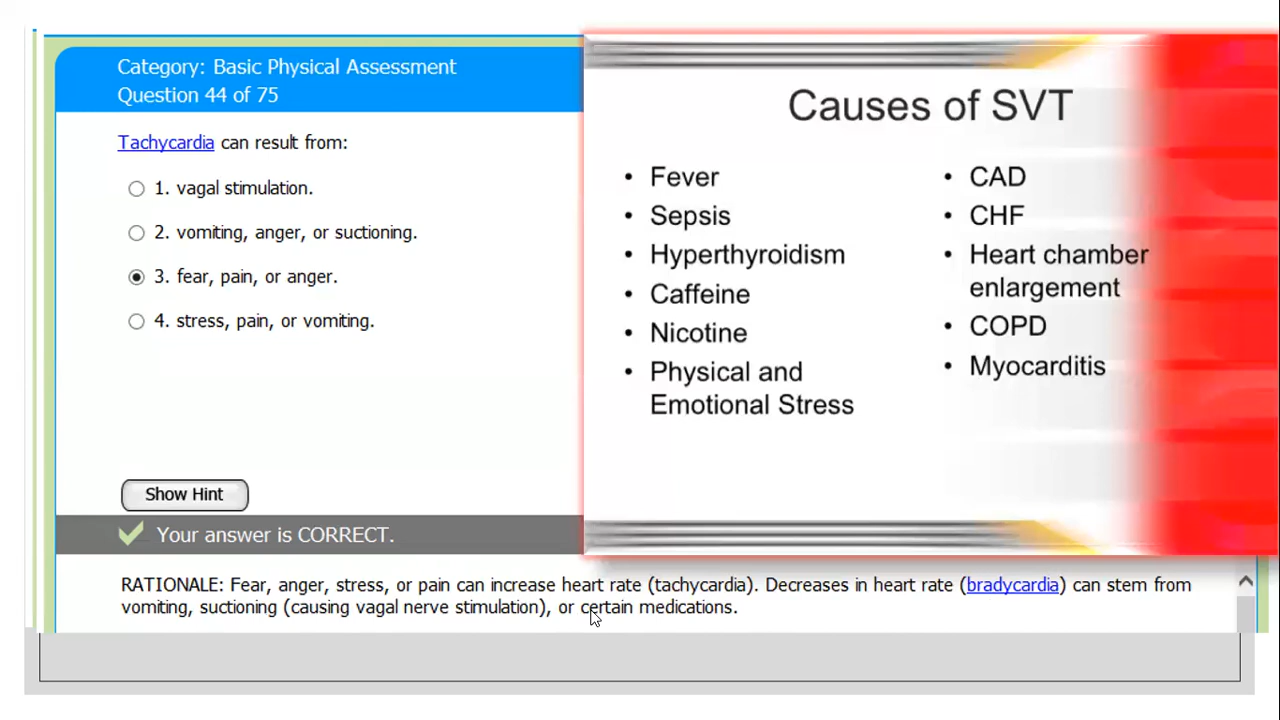 Category: Basic Physical Assessment
Question 44 of 75
Tachycardia can result from:
1. vagal stimulation.
2. vomiting, anger, or suctioning.
3. fear, pain, or anger.
4. stress, pain, or vomiting.
Show Hint
Your answer is CORRECT.
RATIONALE: Fear, anger, stress, or pain can increase heart rate (tachycardia). Decreases in heart rate (bradycardia) can stem from
vomiting, suctioning (causing vagal nerve stimulation), or certain medications.
Causes of SVT
• Fever
• Sepsis
• Hyperthyroidism
• Caffeine
• Nicotine
• Physical and
Emotional Stress
• CAD
• CHF
• Heart chamber
enlargement
• COPD
• Myocarditis